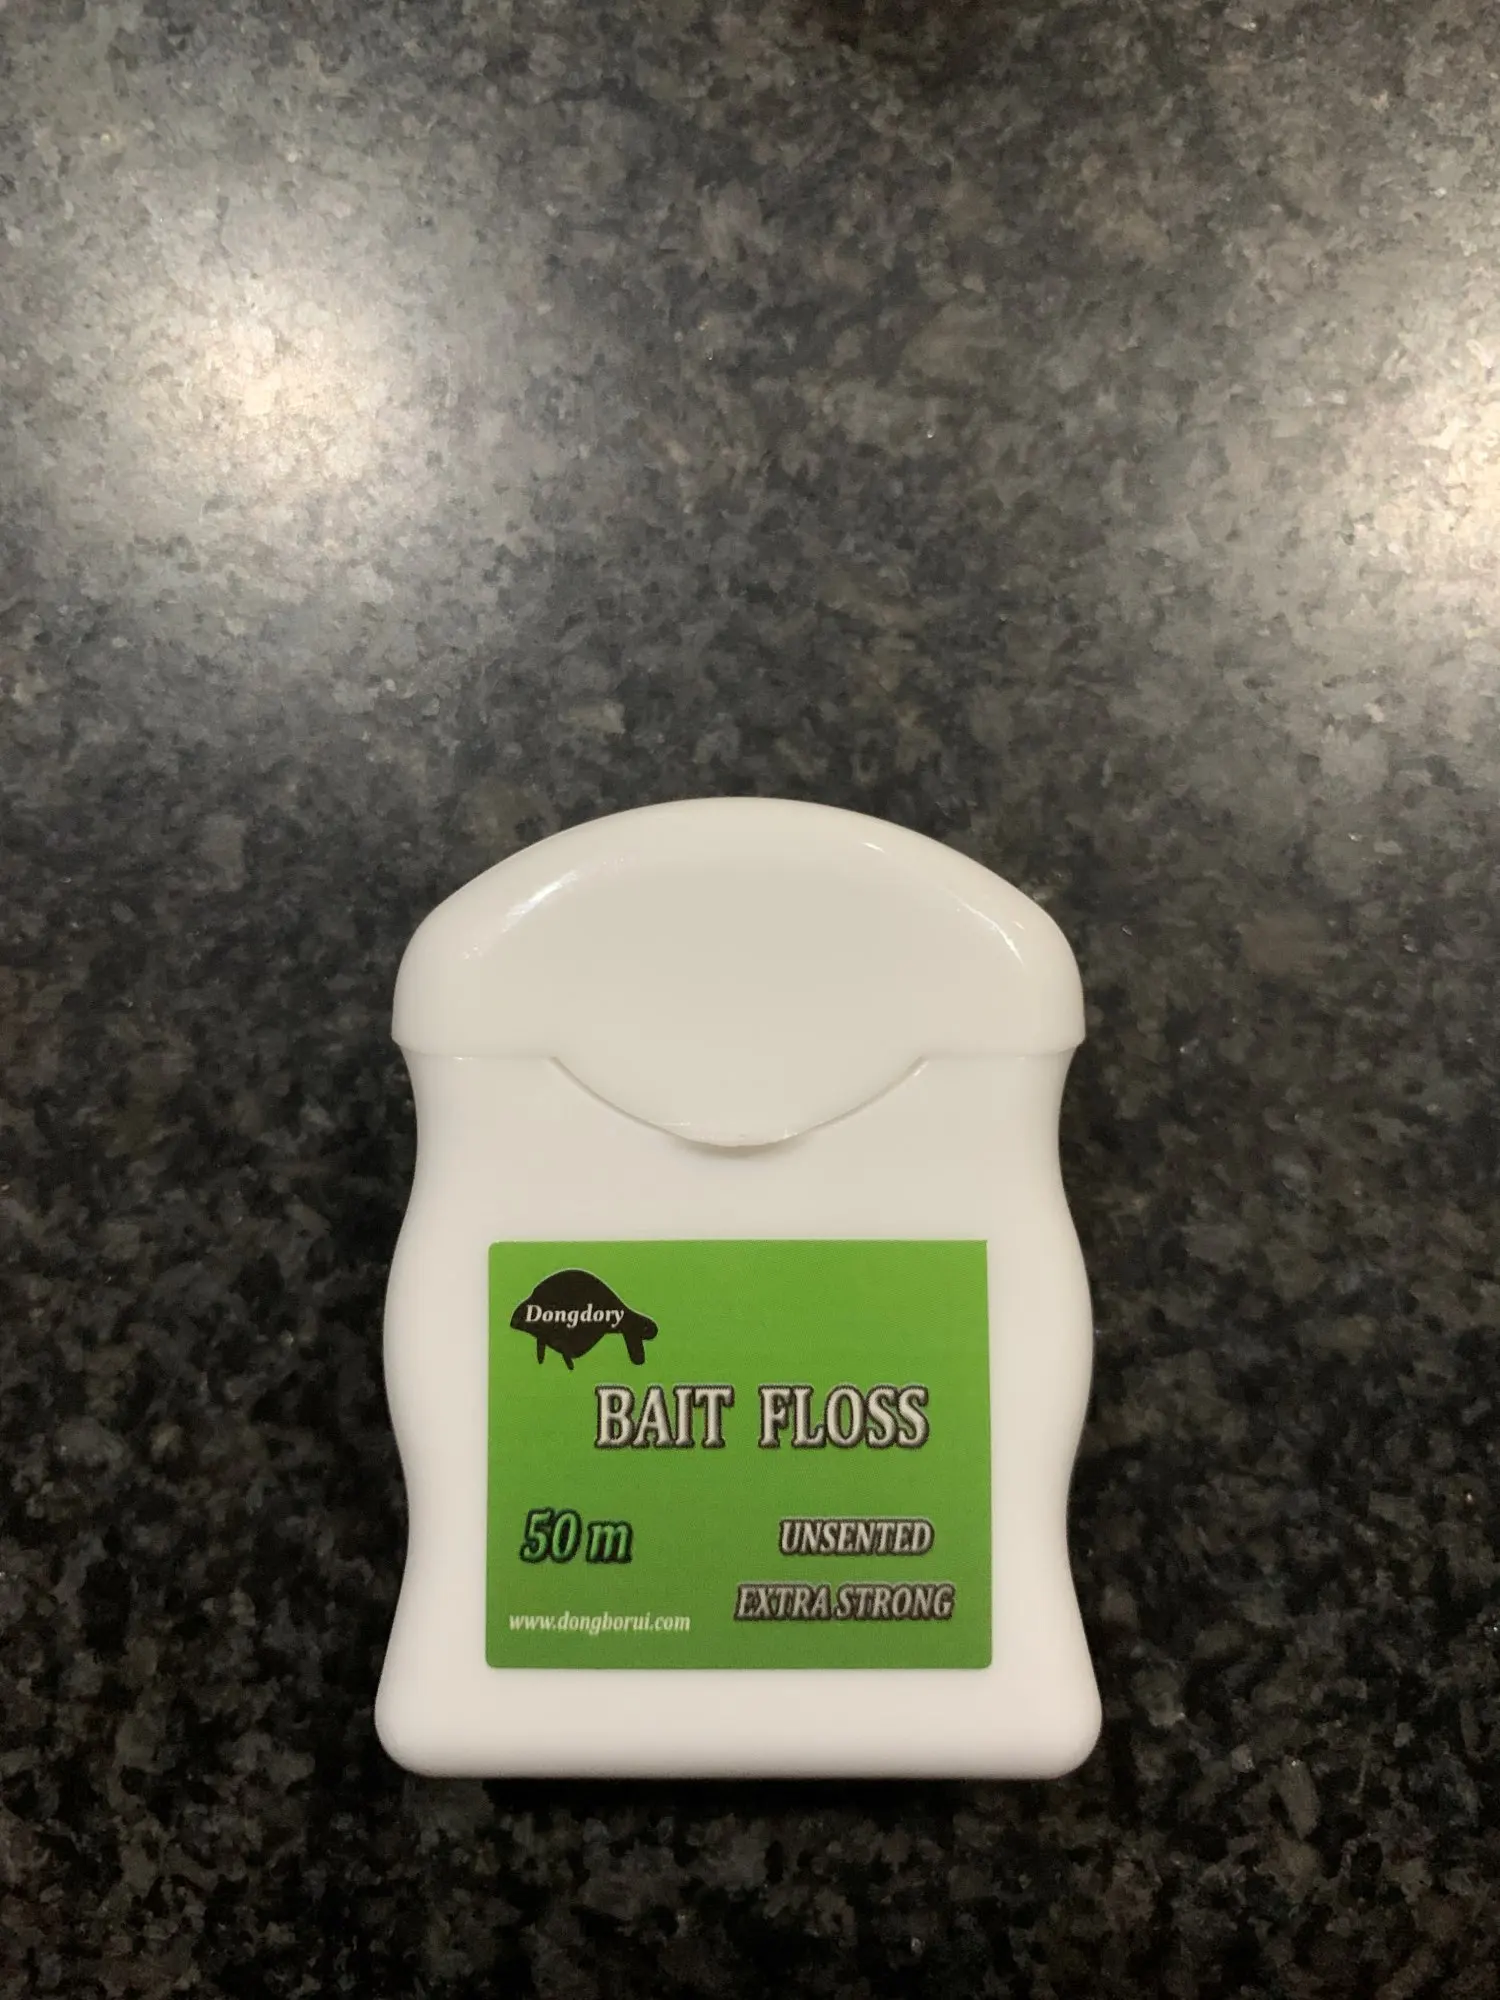 Dongdory
BAIT FLOSS
50 m
UNSENTED
EXTRA STRONG
www.dongborui.com